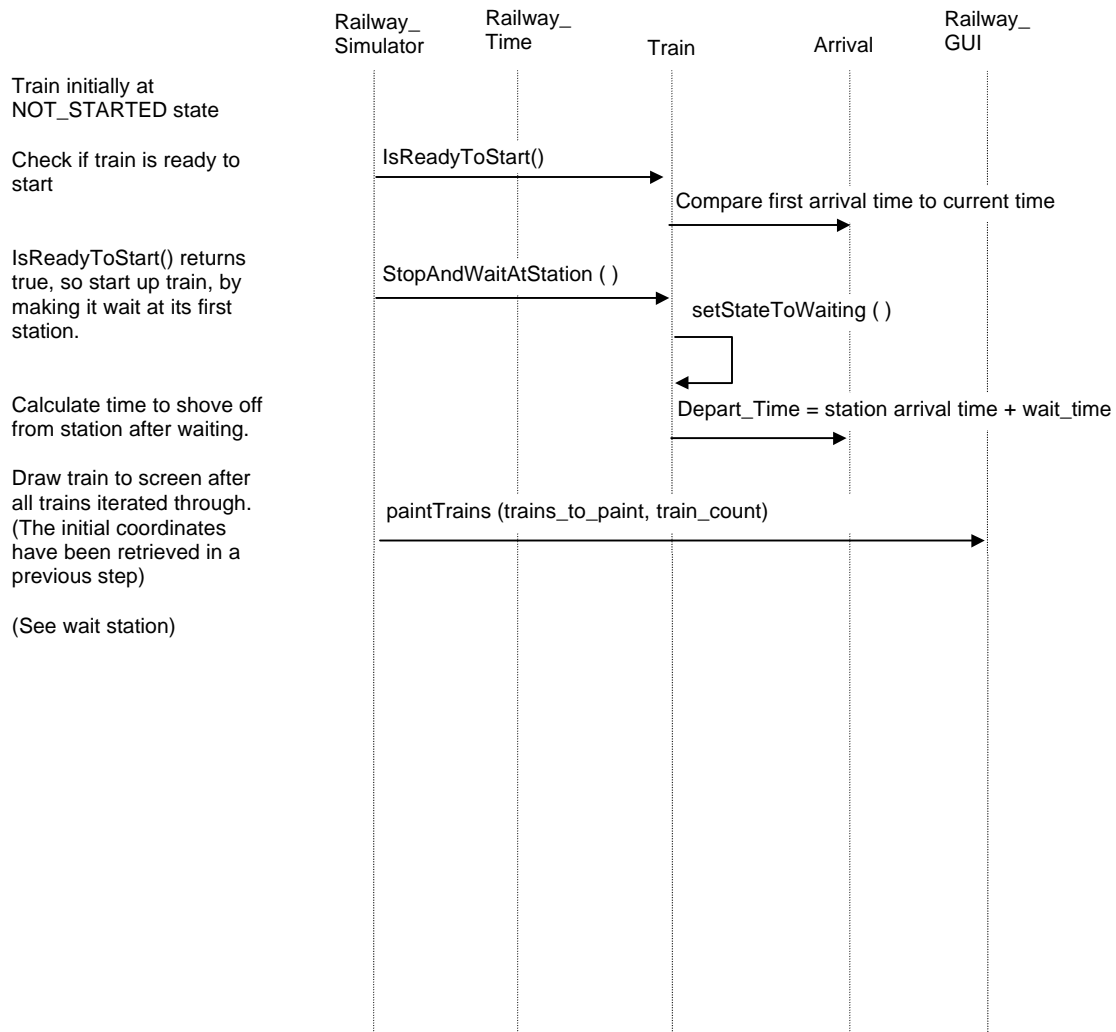 Railway_
Simulator
Railway_
Time
Train
Arrival
Railway_
GUI
Train initially at
NOT_STARTED state
Check if train is ready to
start
IsReadyToStart()
Compare first arrival time to current time
IsReadyToStart() returns
true, so start up train, by
making it wait at its first
station.
StopAndWaitAtStation ( )
setStateToWaiting ( )
Calculate time to shove off
from station after waiting.
Depart_Time = station arrival time + wait_time
Draw train to screen after
all trains iterated through.
(The initial coordinates
have been retrieved in a
previous step)
paintTrains (trains_to_paint, train_count)
(See wait station)